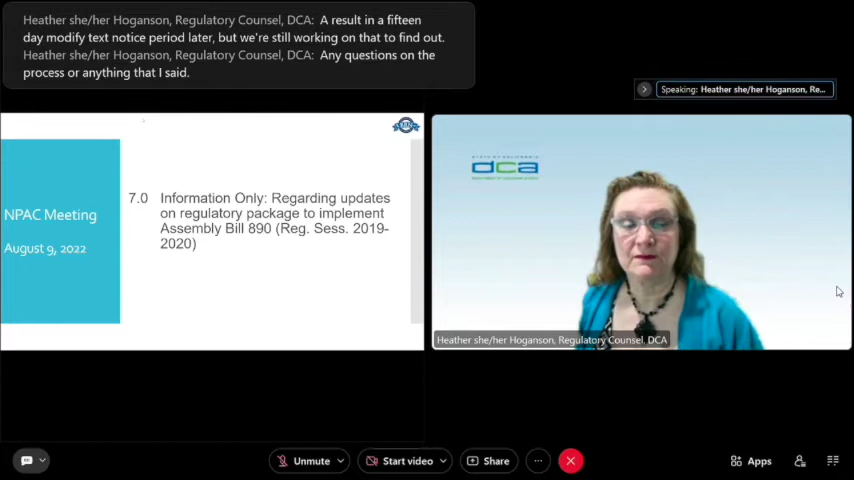 Heather she/her Hoganson, Regulatory Counsel, DCA: A result in a fifteen
day modify text notice period later, but we're still working on that to find out.
Heather she/her Hoganson, Regulatory Counsel, DCA: Any questions on the
process or anything that I said.
Speaking: Heather she/her Hoganson, Re...
NPAC Meeting
August 9, 2022
7.0 Information Only: Regarding updates
on regulatory package to implement
Assembly Bill 890 (Reg. Sess. 2019-
2020)
dca
Heather she/her Hoganson, Regulatory Counsel, DCA
Unmute
Start video
Share
Apps